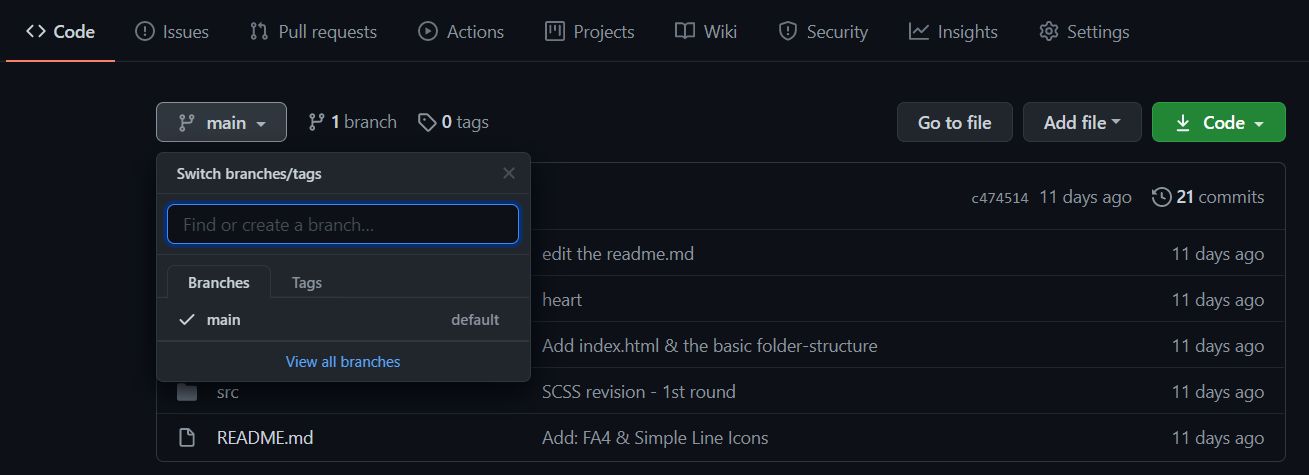 Code Issues Pull requests Actions Projects Wiki Security Insights Settings
main 1 branch 0 tags Go to file Add file Code
Switch branches/tags
c474514 11 days ago 21 commits
Find or create a branch...
edit the readme.md 11 days ago
Branches Tags
heart 11 days ago
main default
Add index.html & the basic folder-structure 11 days ago
View all branches
src SCSS revision - 1st round 11 days ago
README.md Add: FA4 & Simple Line Icons 11 days ago